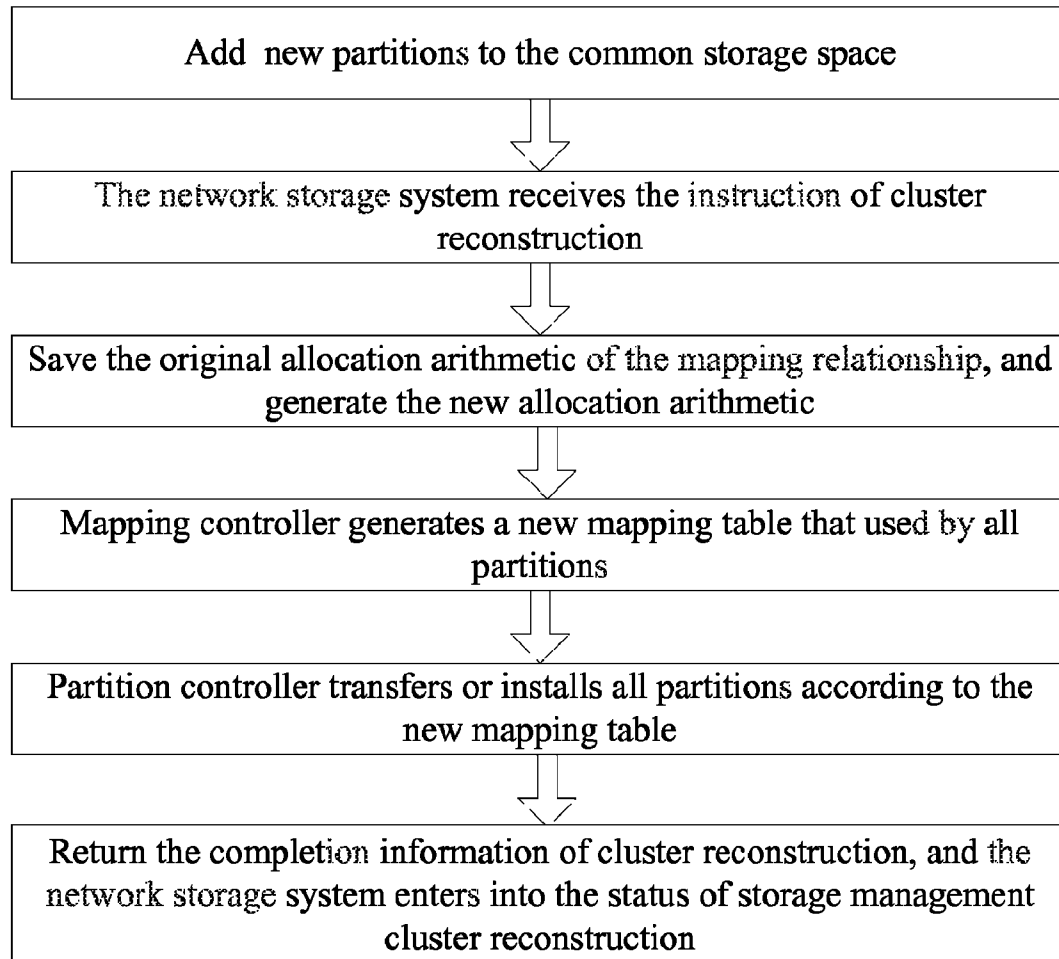 Add new partitions to the common storage space
The network storage system receives the instruction of cluster
reconstruction
Save the original allocation arithmetic of the mapping relationship, and
generate the new allocation arithmetic
Mapping controller generates a new mapping table that used by all
partitions
Partition controller transfers or installs all partitions according to the
new mapping table
Return the completion information of cluster reconstruction, and the
network storage system enters into the status of storage management
cluster reconstruction